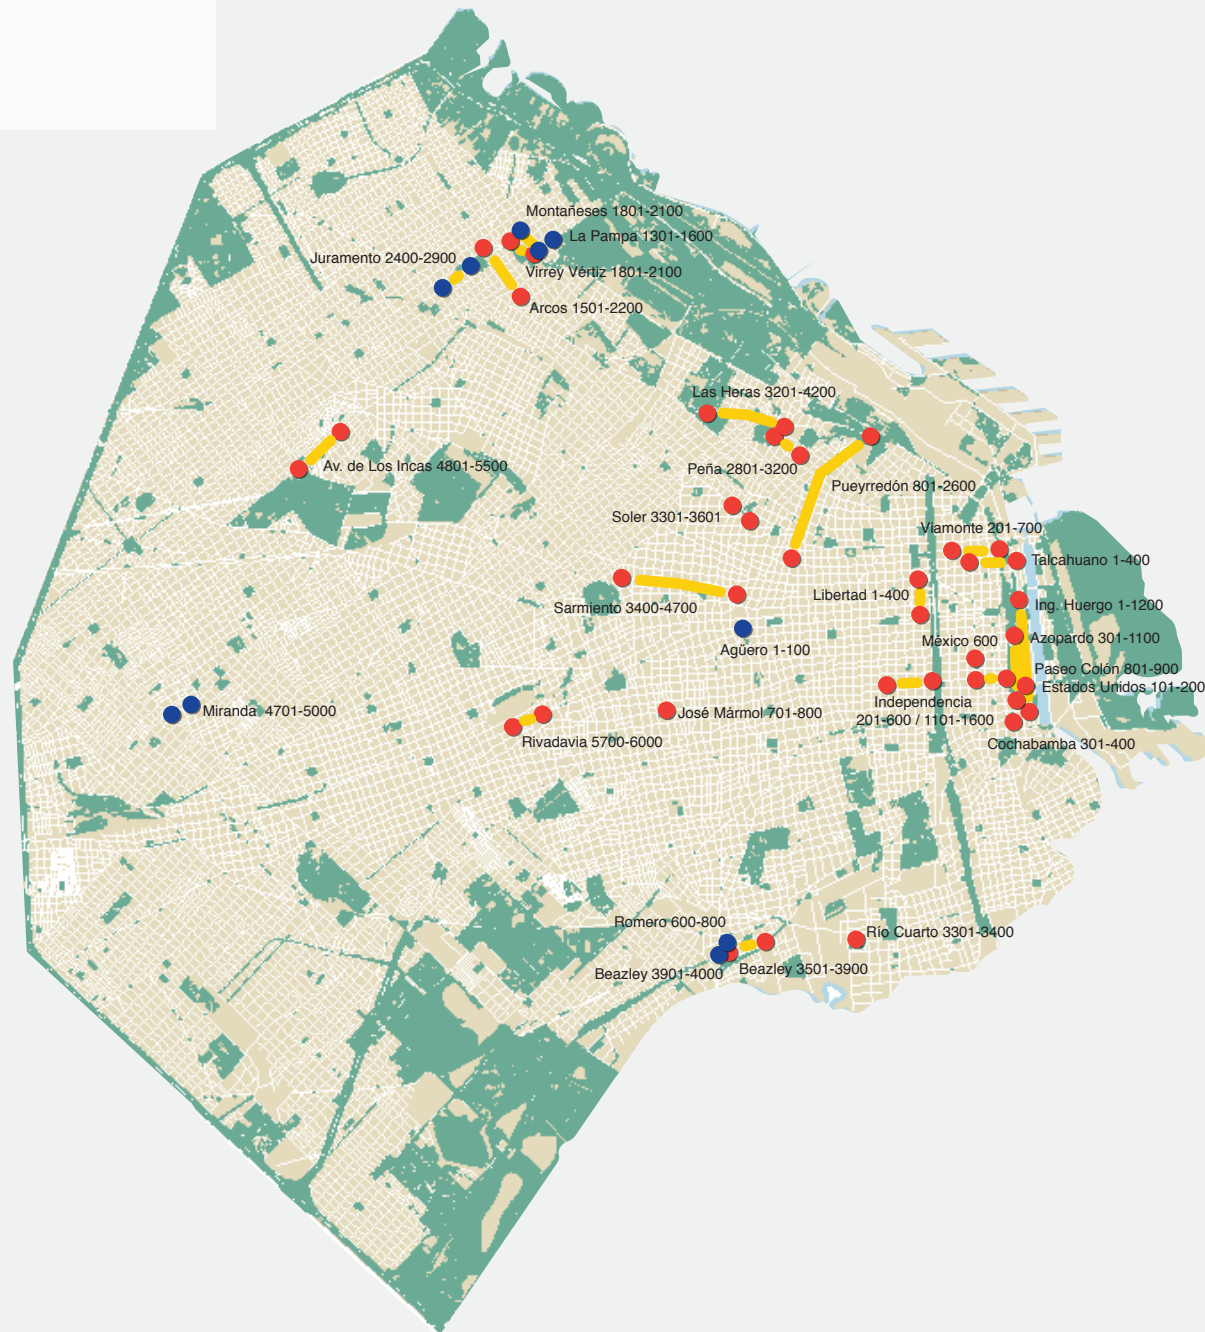 Montañeses 1801-2100
La Pampa 1301-1600
Juramento 2400-2900
Virrey Vértiz 1801-2100
Arcos 1501-2200
Las Heras 3201-4200
Av. de Los Incas 4801-5500
Peña 2801-3200
Pueyrredón 801-2600
Soler 3301-3601
Viamonte 201-700
Talcahuano 1-400
Libertad 1-400
Sarmiento 3400-4700
Ing. Huergo 1-1200
Azopardo 301-1100
México 600
Agüero 1-100
Paseo Colón 801-900
Estados Unidos 101-200
Independencia
201-600 / 1101-1600
Miranda 4701-5000
José Mármol 701-800
Rivadavia 5700-6000
Cochabamba 301-400
Romero 600-800
Río Cuarto 3301-3400
Beazley 3901-4000
Beazley 3501-3900